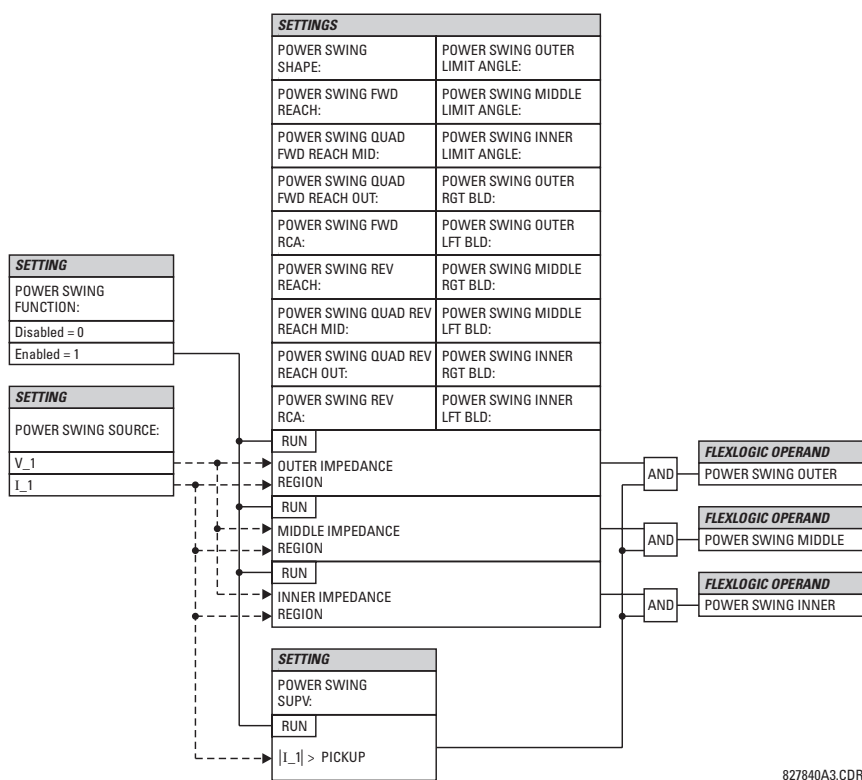 SETTINGS
POWER SWING
SHAPE:
POWER SWING OUTER
LIMIT ANGLE:
POWER SWING FWD
REACH:
POWER SWING MIDDLE
LIMIT ANGLE:
POWER SWING QUAD
FWD REACH MID:
POWER SWING INNER
LIMIT ANGLE:
POWER SWING QUAD
FWD REACH OUT:
POWER SWING OUTER
RGT BLD:
POWER SWING FWD
RCA:
POWER SWING OUTER
LFT BLD:
POWER SWING REV
REACH:
POWER SWING MIDDLE
RGT BLD:
POWER SWING QUAD REV
REACH MID:
POWER SWING MIDDLE
LFT BLD:
POWER SWING QUAD REV
REACH OUT:
POWER SWING INNER
RGT BLD:
POWER SWING REV
RCA:
POWER SWING INNER
LFT BLD:
SETTING
POWER SWING
FUNCTION:
Disabled = 0
Enabled = 1
SETTING
POWER SWING SOURCE:
V_1
I_1
RUN
OUTER IMPEDANCE
REGION
RUN
MIDDLE IMPEDANCE
REGION
RUN
INNER IMPEDANCE
REGION
AND
FLEXLOGIC OPERAND
POWER SWING OUTER
AND
FLEXLOGIC OPERAND
POWER SWING MIDDLE
AND
FLEXLOGIC OPERAND
POWER SWING INNER
SETTING
POWER SWING
SUPV:
RUN
|I_1| > PICKUP
827840A3.CDR